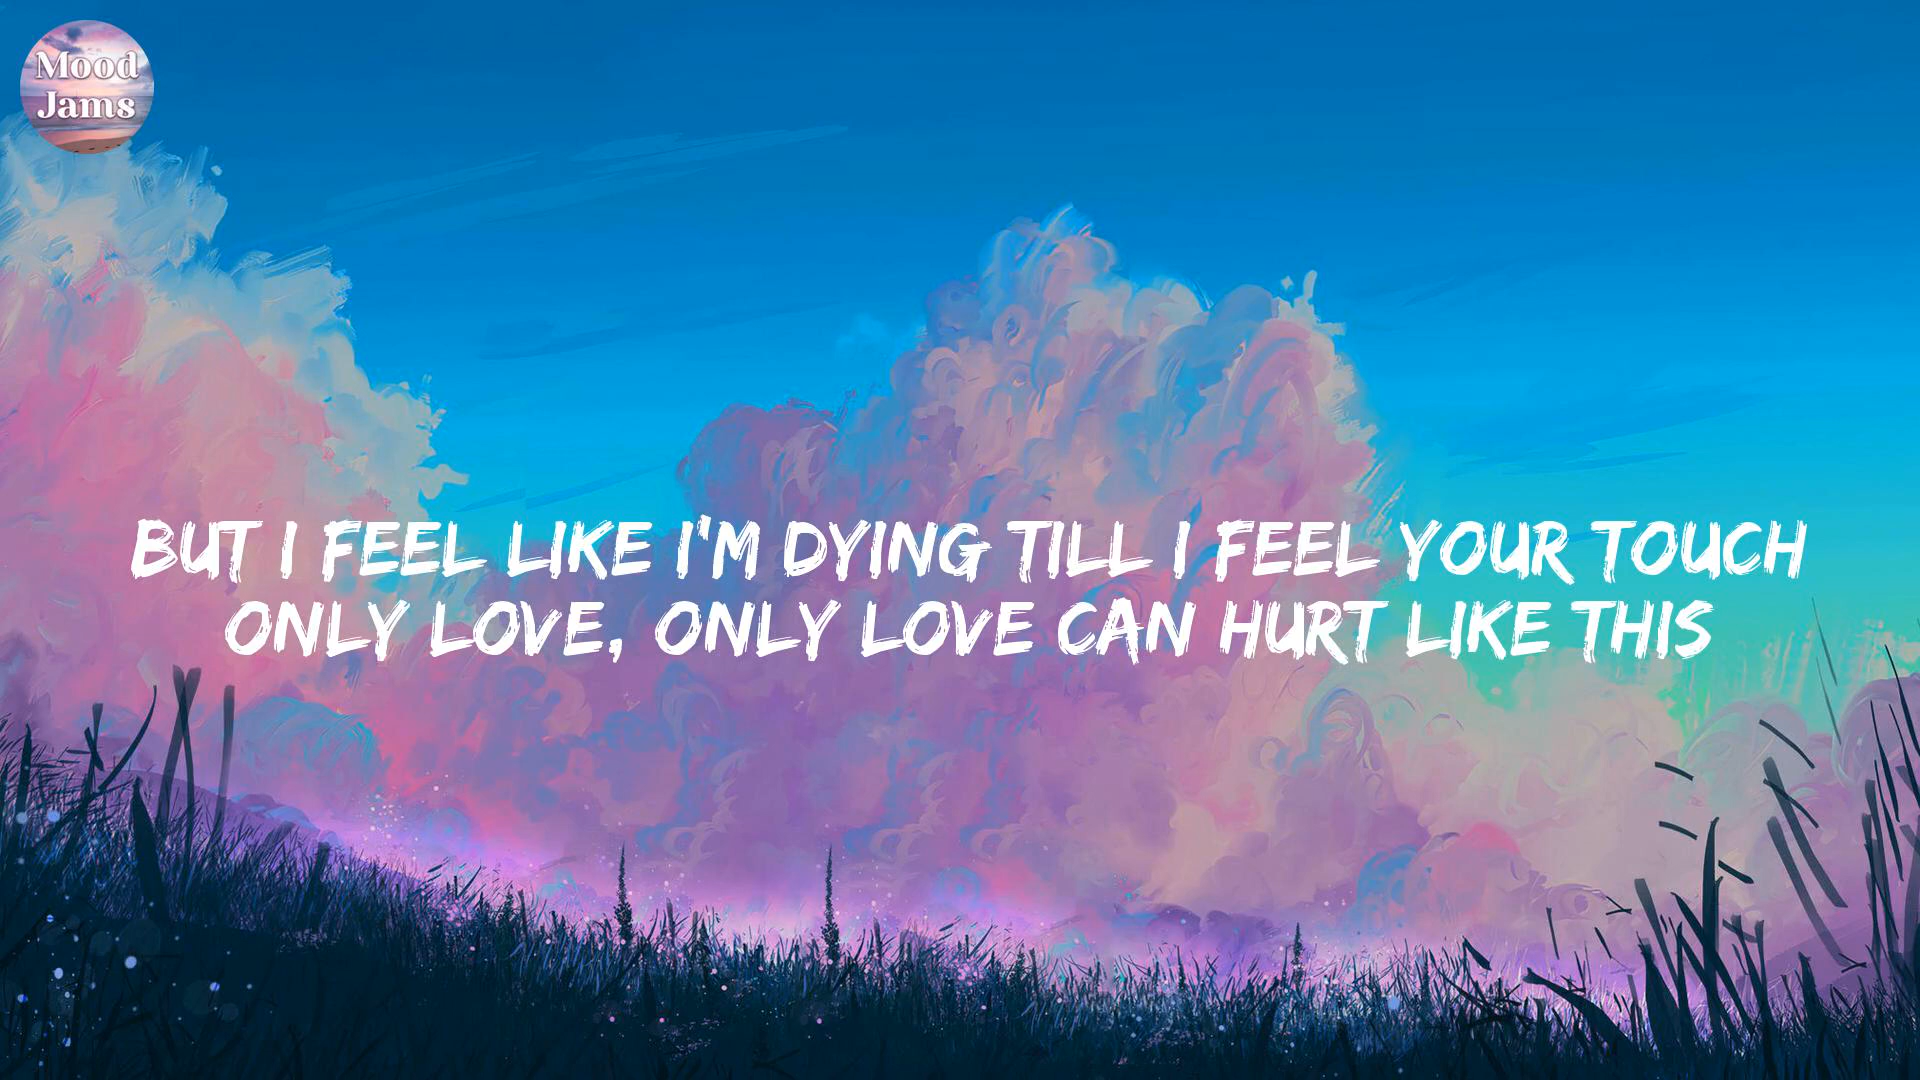 Mood
Jams
BUT I FEEL LIKE I'M DYING TILL I FEEL YOUR TOUCH
ONLY LOVE, ONLY LOVE CAN HURT LIKE THIS